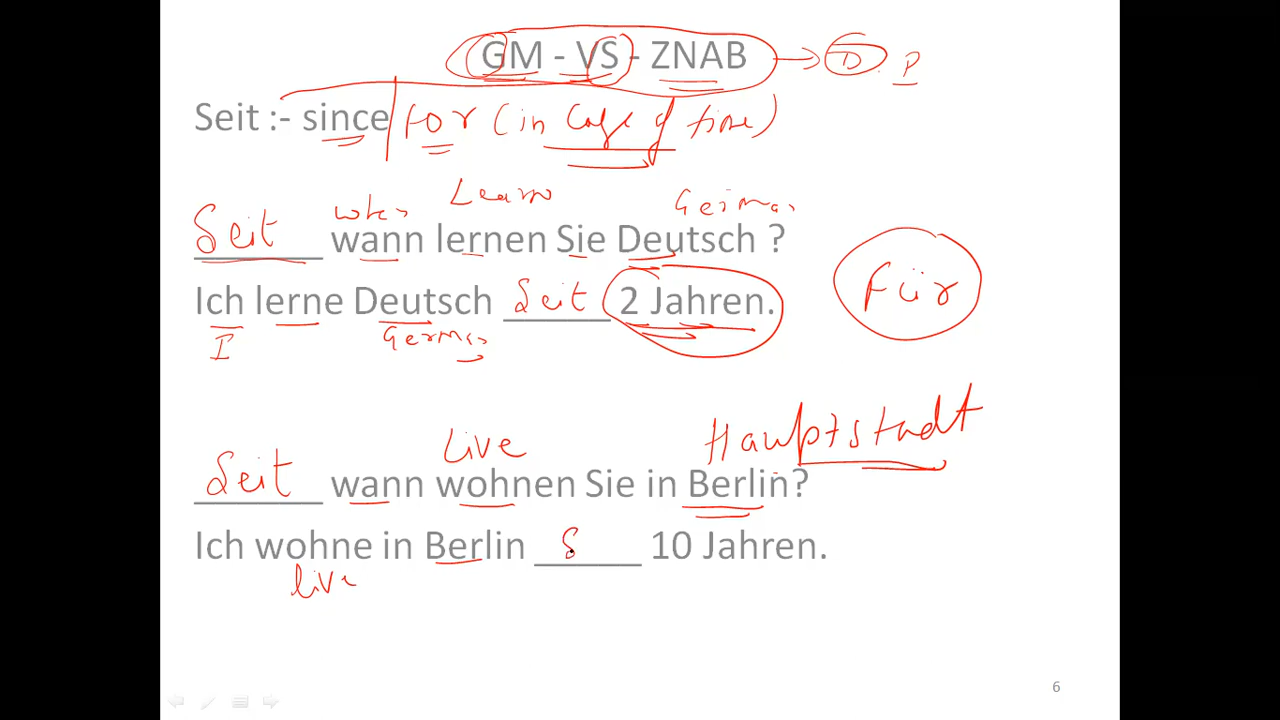 GM - VS - ZNAB → D. P
Seit :- since / for (in Case of time)
when Learn German
Seit wann lernen Sie Deutsch ?
Ich lerne Deutsch Seit 2 Jahren. Für
I German
Live Hauptstadt
Seit wann wohnen Sie in Berlin?
Ich wohne in Berlin S 10 Jahren.
live
6